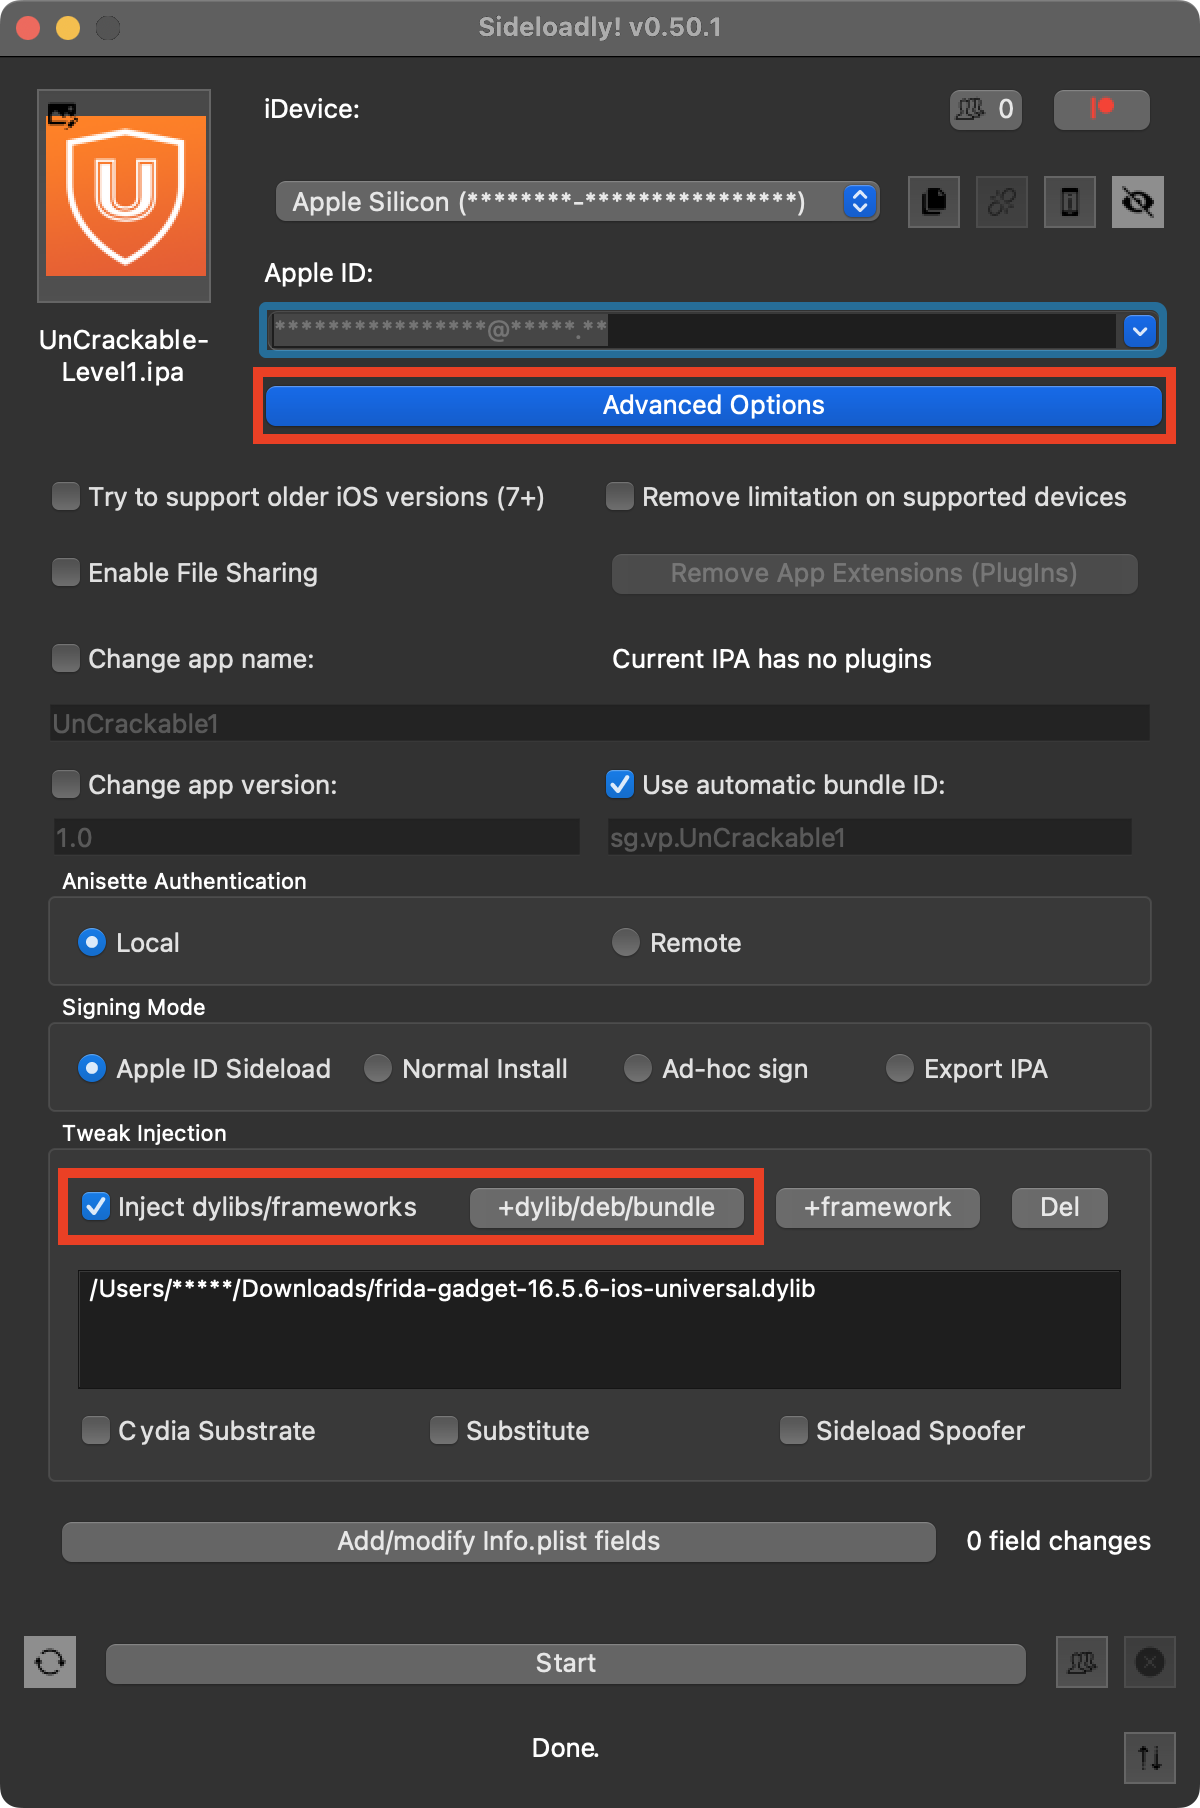 Sideloadly! v0.50.1
iDevice:
0
Apple Silicon (********-****************)
Apple ID:
****************@*****.**
U
UnCrackable-
Level1.ipa
Advanced Options
Try to support older iOS versions (7+)
Remove limitation on supported devices
Enable File Sharing
Remove App Extensions (PlugIns)
Change app name:
Current IPA has no plugins
UnCrackable1
Change app version:
Use automatic bundle ID:
1.0
sg.vp.UnCrackable1
Anisette Authentication
Local
Remote
Signing Mode
Apple ID Sideload
Normal Install
Ad-hoc sign
Export IPA
Tweak Injection
Inject dylibs/frameworks
+dylib/deb/bundle
+framework
Del
/Users/*****/Downloads/frida-gadget-16.5.6-ios-universal.dylib
Cydia Substrate
Substitute
Sideload Spoofer
Add/modify Info.plist fields
0 field changes
Start
Done.